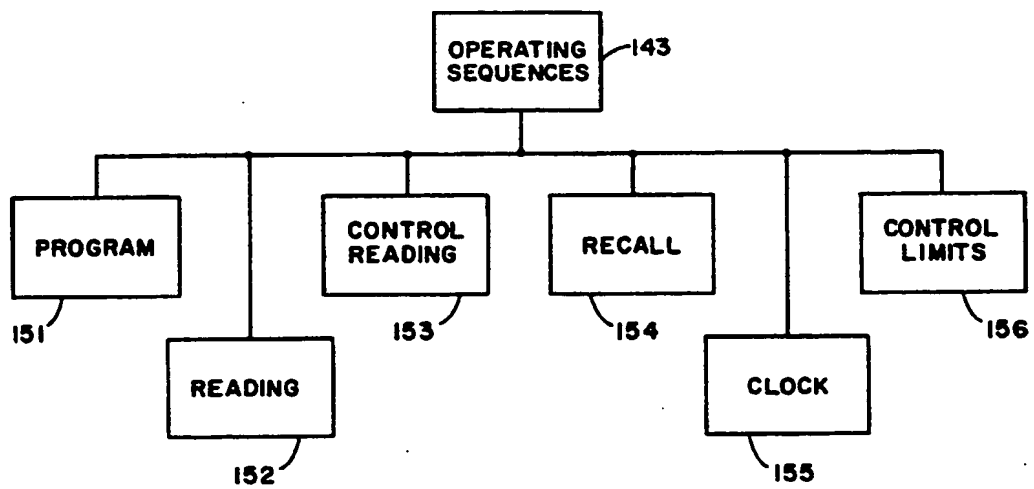 OPERATING
SEQUENCES
143
PROGRAM
151
READING
152
CONTROL
READING
153
RECALL
154
CLOCK
155
CONTROL
LIMITS
156